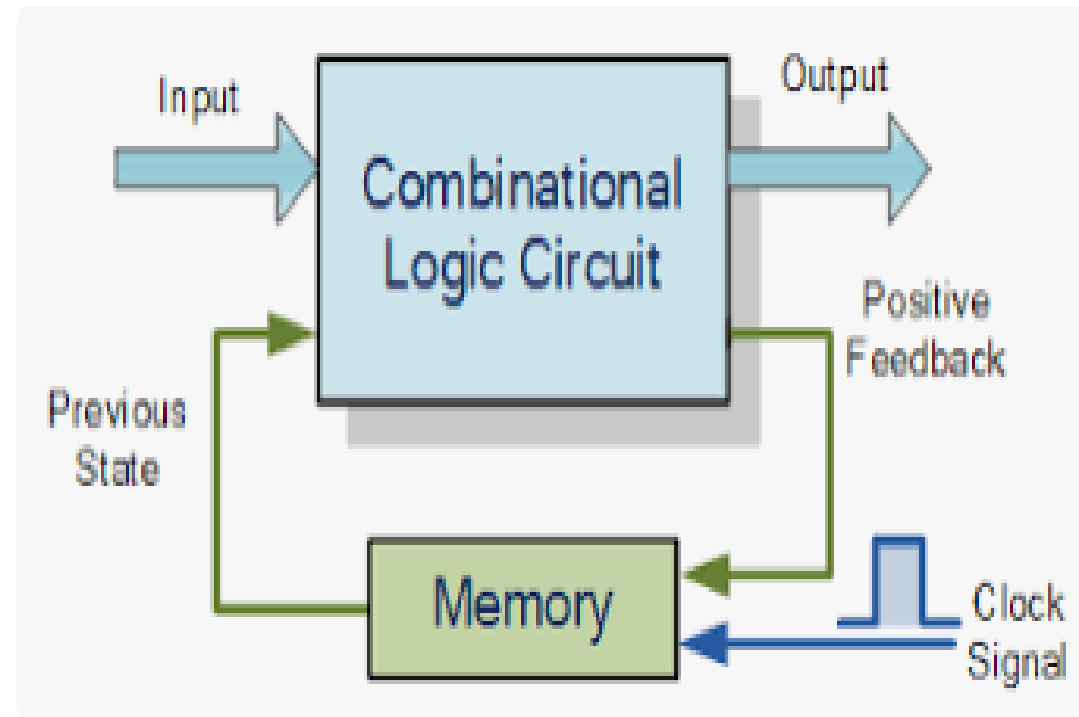 Input
Output
Combinational
Logic Circuit
Positive
Feedback
Previous
State
Memory
Clock
Signal